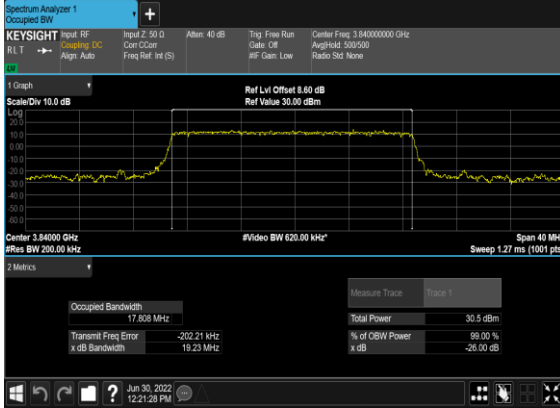 Spectrum Analyzer 1
Occupied BW
+
KEYSIGHT Input: RF Input Z: 50 Ω Atten: 40 dB Trig: Free Run Center Freq: 3.840000000 GHz
RLT Coupling: DC Corr CCorr Gate: Off Avg|Hold: 500/500
Align: Auto Freq Ref: Int (S) #IF Gain: Low Radio Std: None
1 Graph
Ref Lvl Offset 8.60 dB
Scale/Div 10.0 dB Ref Value 30.00 dBm
Log
20.0
10.0
0.00
-10.0
-20.0
-30.0
-40.0
-50.0
-60.0
Center 3.84000 GHz #Video BW 620.00 kHz* Span 40 MH
#Res BW 200.00 kHz Sweep 1.27 ms (1001 pts
2 Metrics
Measure Trace Trace 1
Occupied Bandwidth
17.808 MHz Total Power 30.5 dBm
Transmit Freq Error -202.21 kHz % of OBW Power 99.00 %
x dB Bandwidth 19.23 MHz x dB -26.00 dB
? Jun 30, 2022
12:21:28 PM